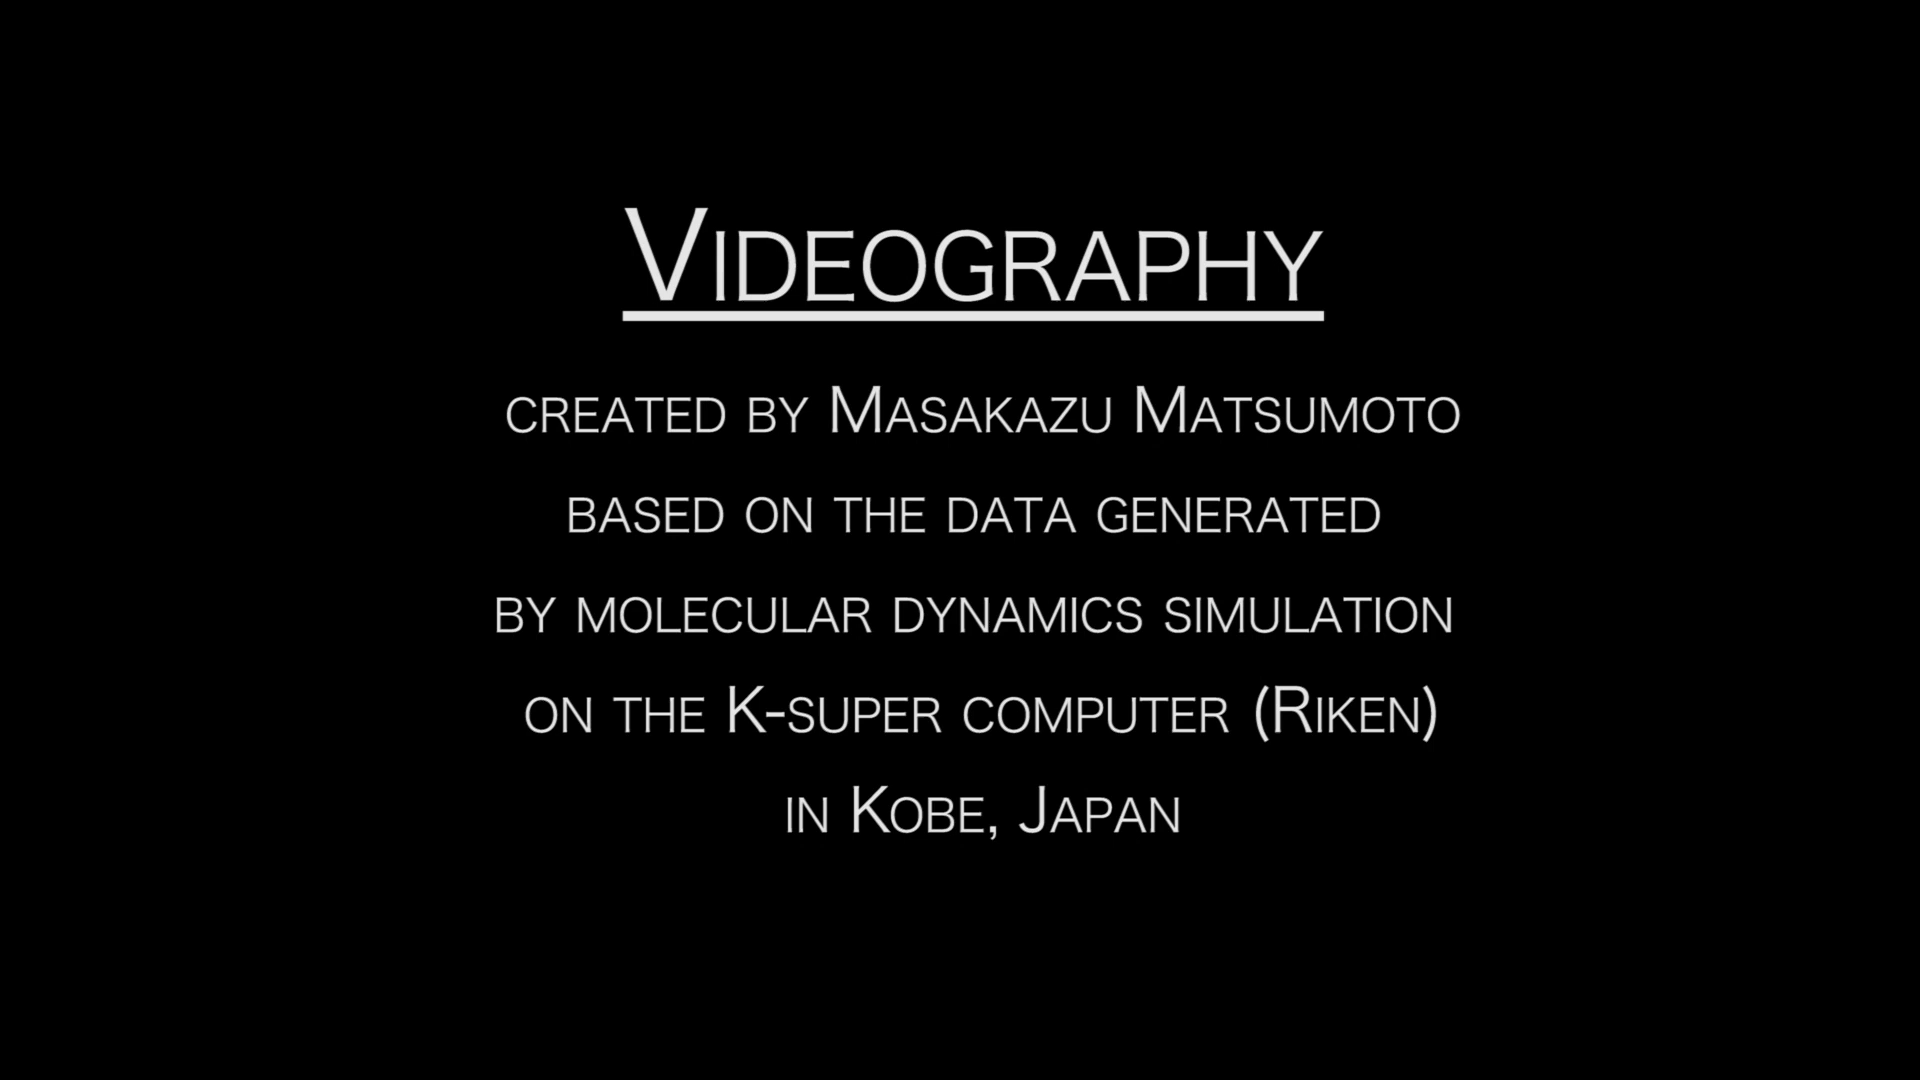 Videography
created by Masakazu Matsumoto
based on the data generated
by molecular dynamics simulation
on the K-super computer (Riken)
in Kobe, Japan